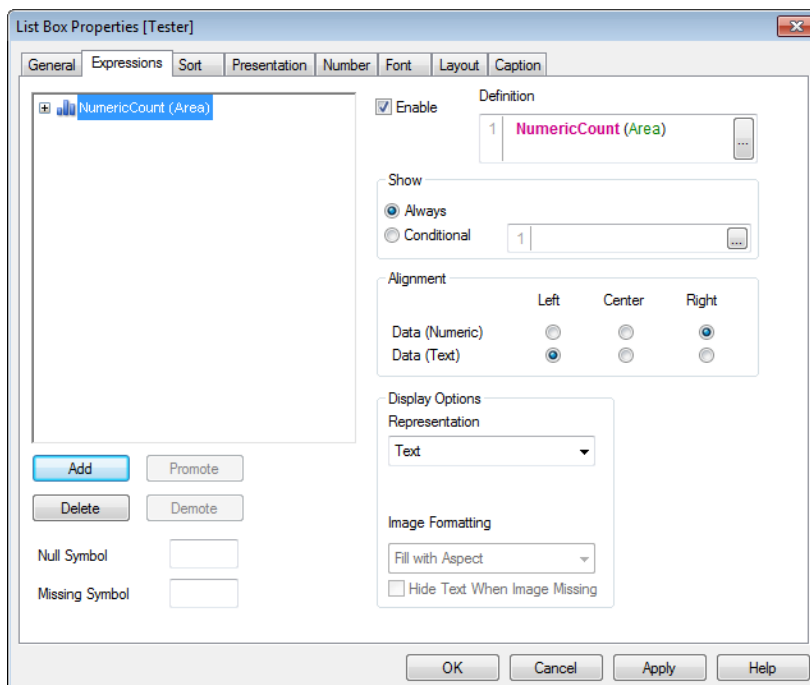 List Box Properties [Tester]
General Expressions Sort Presentation Number Font Layout Caption
NumericCount (Area)
Enable
Definition
1 NumericCount (Area)
...
Show
Always
Conditional
1
...
Alignment
Left Center Right
Data (Numeric)
Data (Text)
Display Options
Representation
Text
Add Promote
Delete Demote
Image Formatting
Fill with Aspect
Hide Text When Image Missing
Null Symbol
Missing Symbol
OK Cancel Apply Help